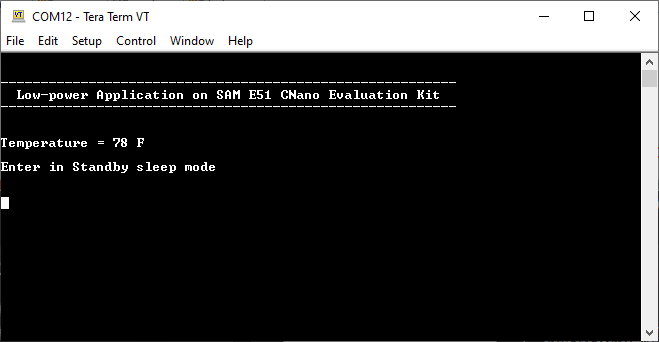 COM12 - Tera Term VT
File Edit Setup Control Window Help
Low-power Application on SAM E51 CNano Evaluation Kit
Temperature = 78 F
Enter in Standby sleep mode